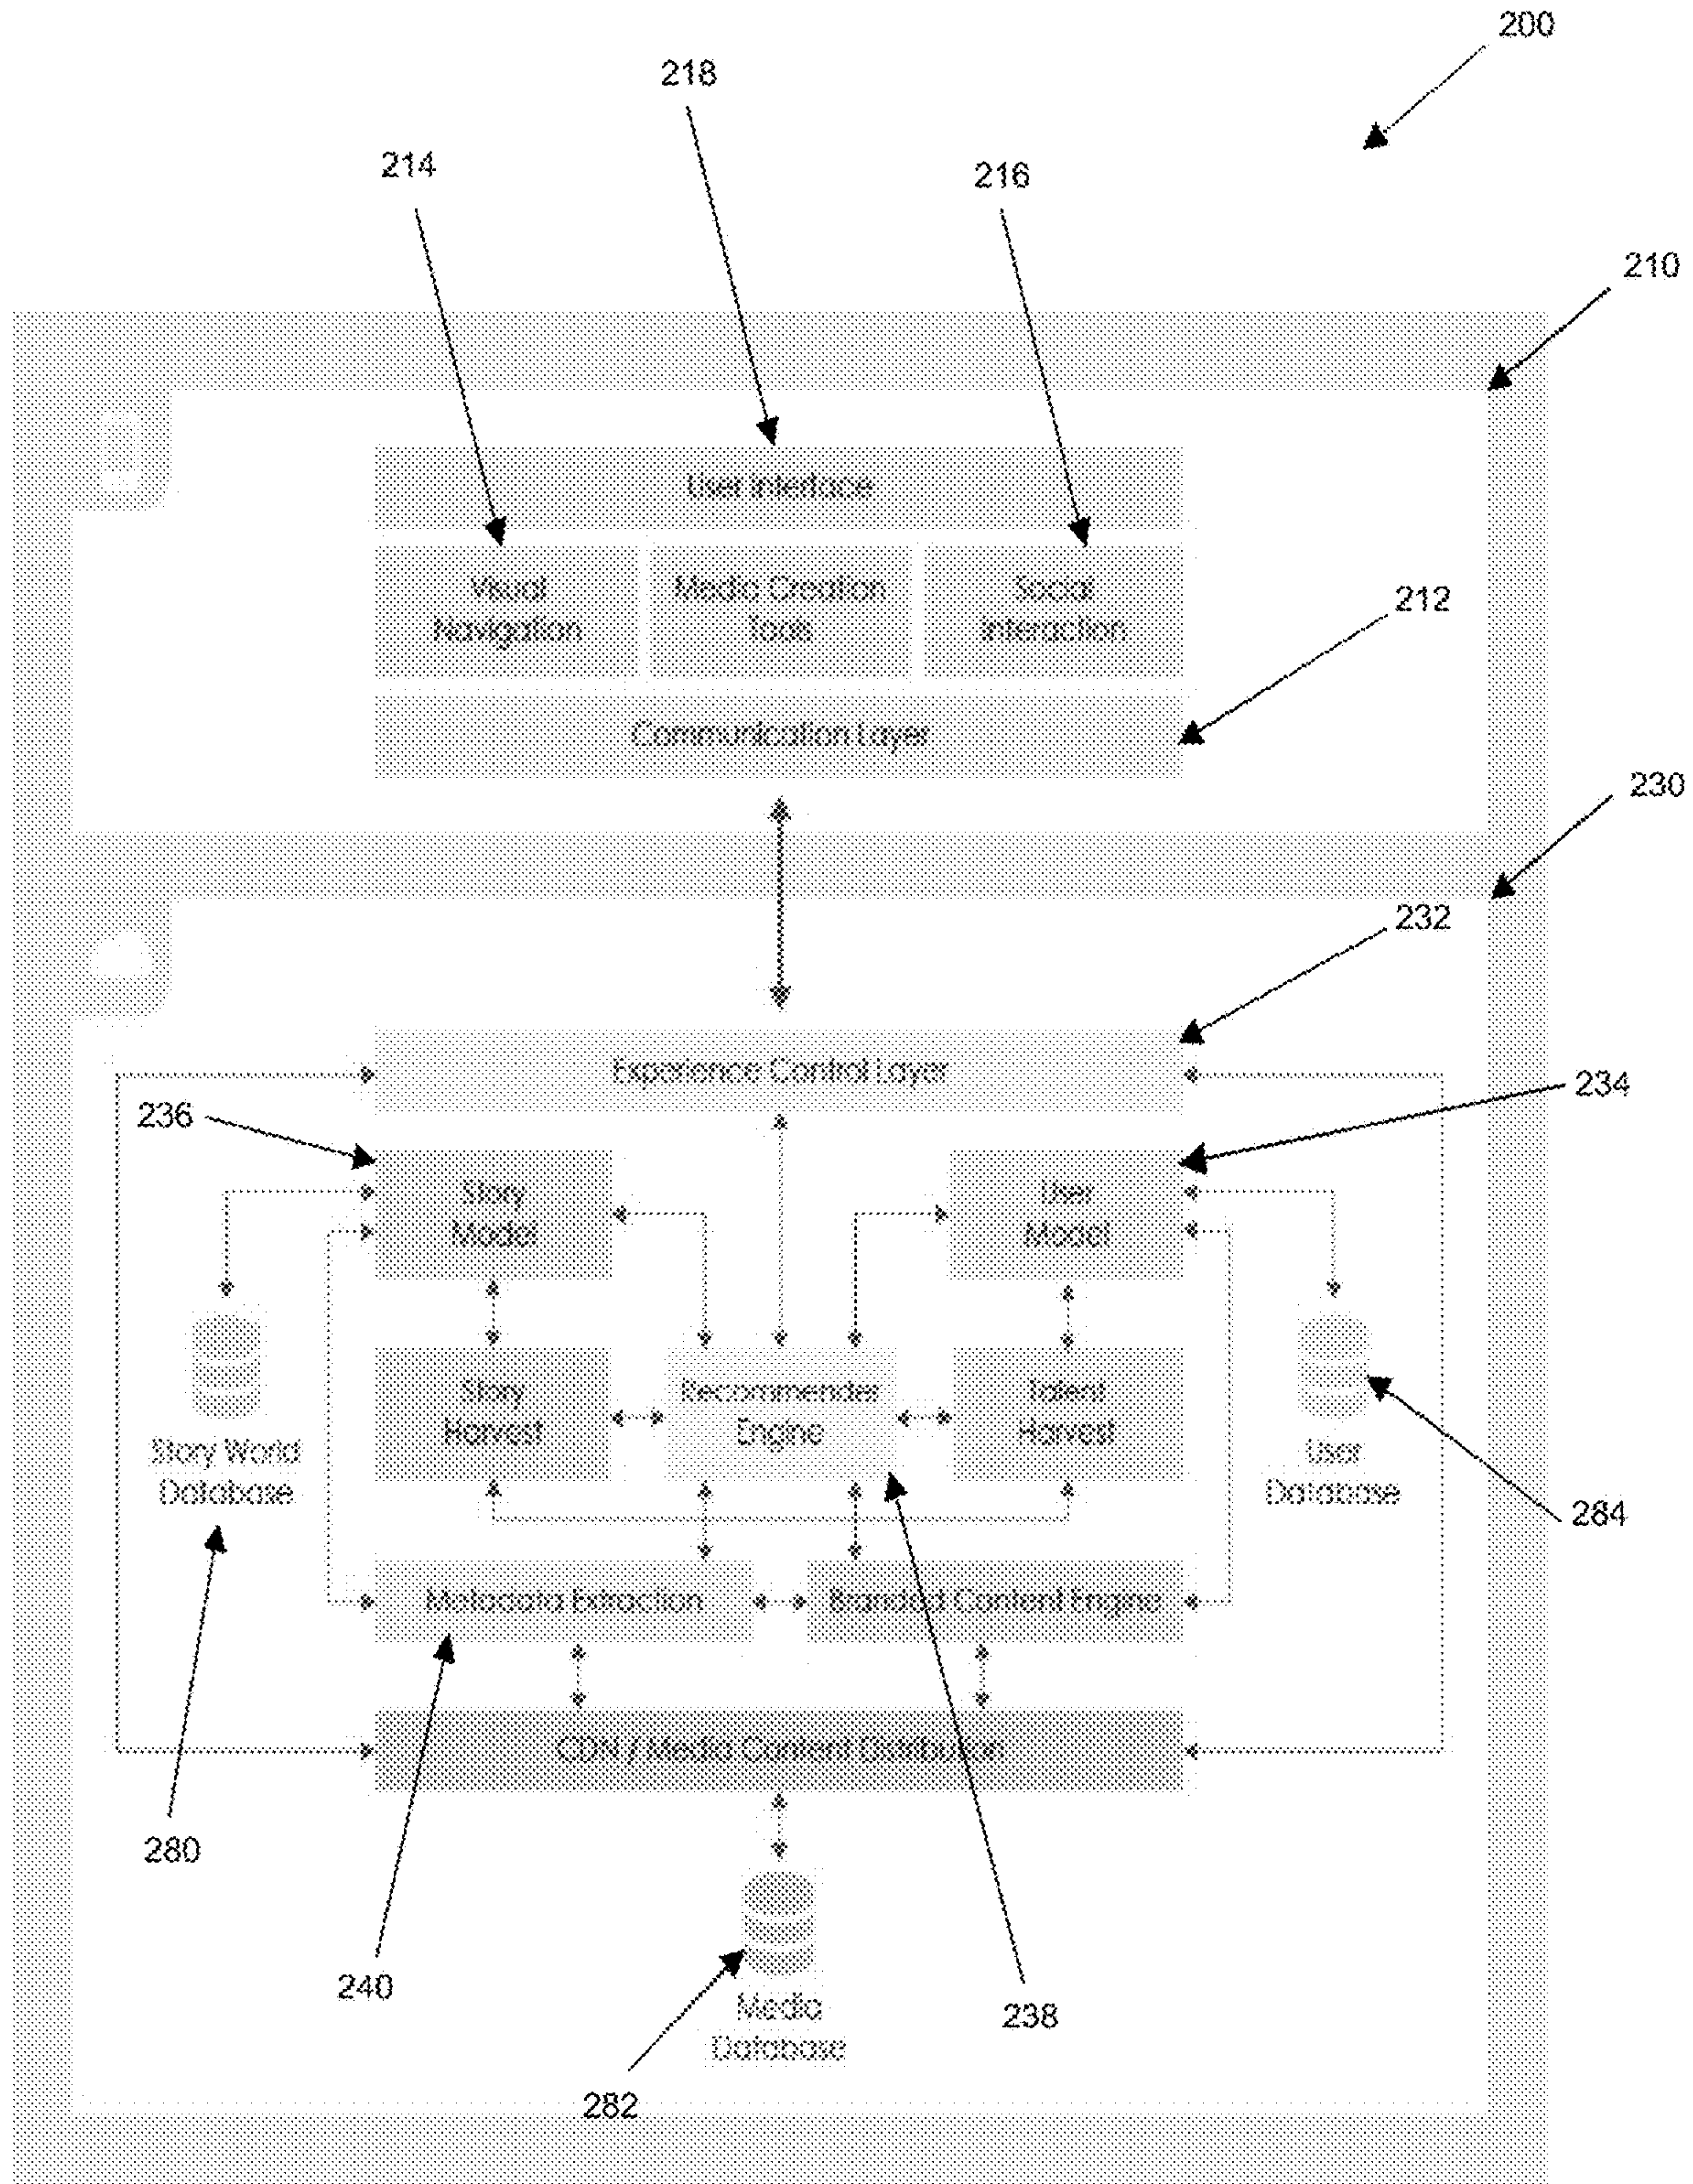 200
218
214
216
210
User Interface
Visual
Navigation
Media Creation
Tools
Social
Interaction
212
Communication Layer
230
232
Experience Control Layer
234
236
Story
Model
User
Model
Story
Harvest
Recommender
Engine
Talent
Harvest
Story World
Database
User
Database
284
Metadata Extraction
Branded Content Engine
CDN / Media Content Distribution
280
240
238
Media
Database
282